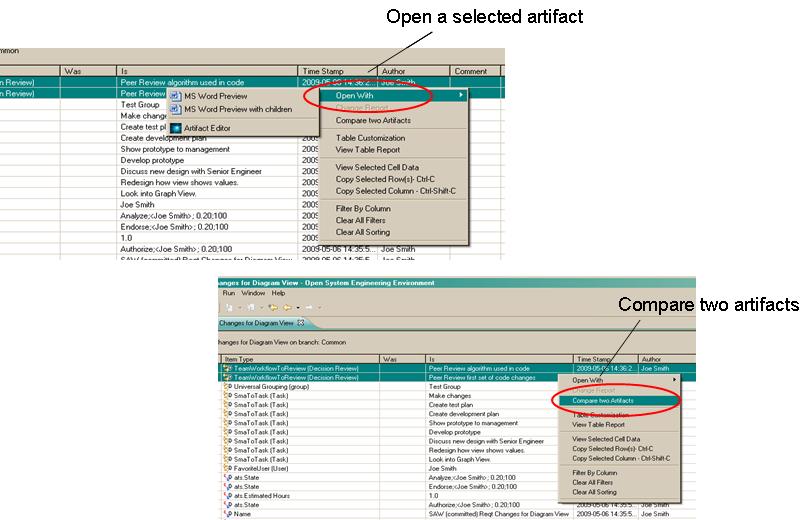 Open a selected artifact
mmon
Was Is Time Stamp Author Comment
n Review) Peer Review algorithm used in code 2009-05-06 14:36:2... Joe Smith
n Review) Peer Review
Open With
MS Word Preview
MS Word Preview with children
Artifact Editor
Change Report
Compare two Artifacts
Table Customization
View Table Report
View Selected Cell Data
Copy Selected Row(s)- Ctrl-C
Copy Selected Column - Ctrl-Shift-C
Filter By Column
Clear All Filters
Clear All Sorting
Test Group
Make change
Create test pl
Create development plan
Show prototype to management
Develop prototype
Discuss new design with Senior Engineer
Redesign how view shows values.
Look into Graph View.
Joe Smith
Analyze;<Joe Smith>; 0.20;100
Endorse;<Joe Smith>; 0.20;100
1.0
Authorize;<Joe Smith>; 0.20;100 2009-05-06 14:35:5... Joe Smith
SAW (committed) Reqt Changes for Diagram View 2009-05-06 14:35:5... Joe Smith
Compare two artifacts
hanges for Diagram View - Open System Engineering Environment
Run Window Help
Changes for Diagram View
hanges for Diagram View on branch: Common
Item Type Was Is Time Stamp Author
TeamWorkflowToReview (Decision Review) Peer Review algorithm used in code 2009-05-06 14:36:2... Joe Smith
TeamWorkflowToReview (Decision Review) Peer Review first set of code changes
Universal Grouping (group) Test Group
SmaToTask (Task) Make changes
SmaToTask (Task) Create test plan
SmaToTask (Task) Create development plan
SmaToTask (Task) Show prototype to management
SmaToTask (Task) Develop prototype
SmaToTask (Task) Discuss new design with Senior Engineer
SmaToTask (Task) Redesign how view shows values.
SmaToTask (Task) Look into Graph View.
FavoriteUser (User) Joe Smith
ats.State Analyze;<Joe Smith>; 0.20;100
ats.State Endorse;<Joe Smith>; 0.20;100
ats.Estimated Hours 1.0
ats.State Authorize;<Joe Smith>; 0.20;100 2009-05-06 14:35:5... Joe Smith
Name SAW (committed) Reqt Changes for Diagram View 2009-05-06 14:35:5... Joe Smith
Open With
Change Report
Compare two Artifacts
Table Customization
View Table Report
View Selected Cell Data
Copy Selected Row(s)- Ctrl-C
Copy Selected Column - Ctrl-Shift-C
Filter By Column
Clear All Filters
Clear All Sorting